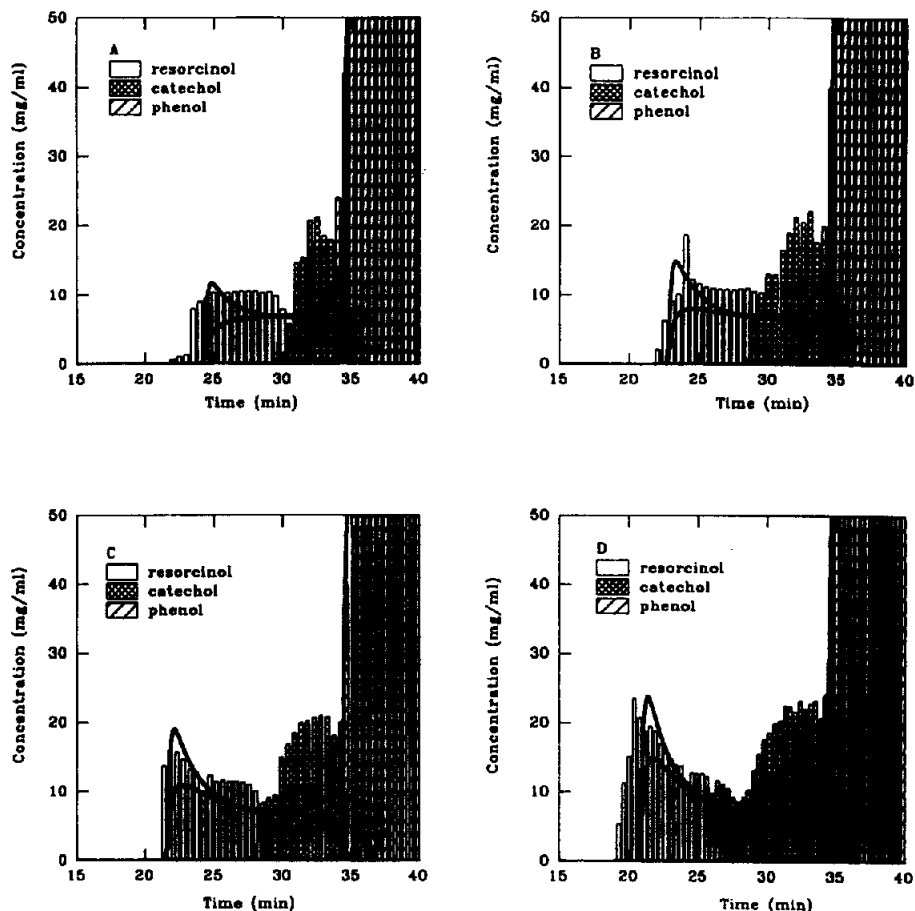 A
resorcinol
catechol
phenol
Concentration (mg/ml)
50
40
30
20
10
0
15 20 25 30 35 40
Time (min)
B
resorcinol
catechol
phenol
Concentration (mg/ml)
50
40
30
20
10
0
15 20 25 30 35 40
Time (min)
C
resorcinol
catechol
phenol
Concentration (mg/ml)
50
40
30
20
10
0
15 20 25 30 35 40
Time (min)
D
resorcinol
catechol
phenol
Concentration (mg/ml)
50
40
30
20
10
0
15 20 25 30 35 40
Time (min)